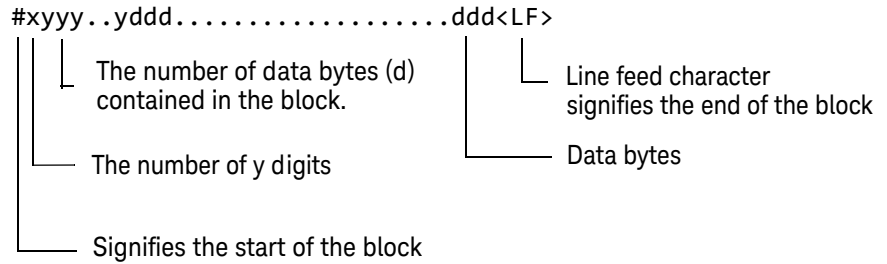 #xyyy..yddd...................ddd<LF>
The number of data bytes (d)
contained in the block.
Line feed character
signifies the end of the block
Data bytes
The number of y digits
Signifies the start of the block